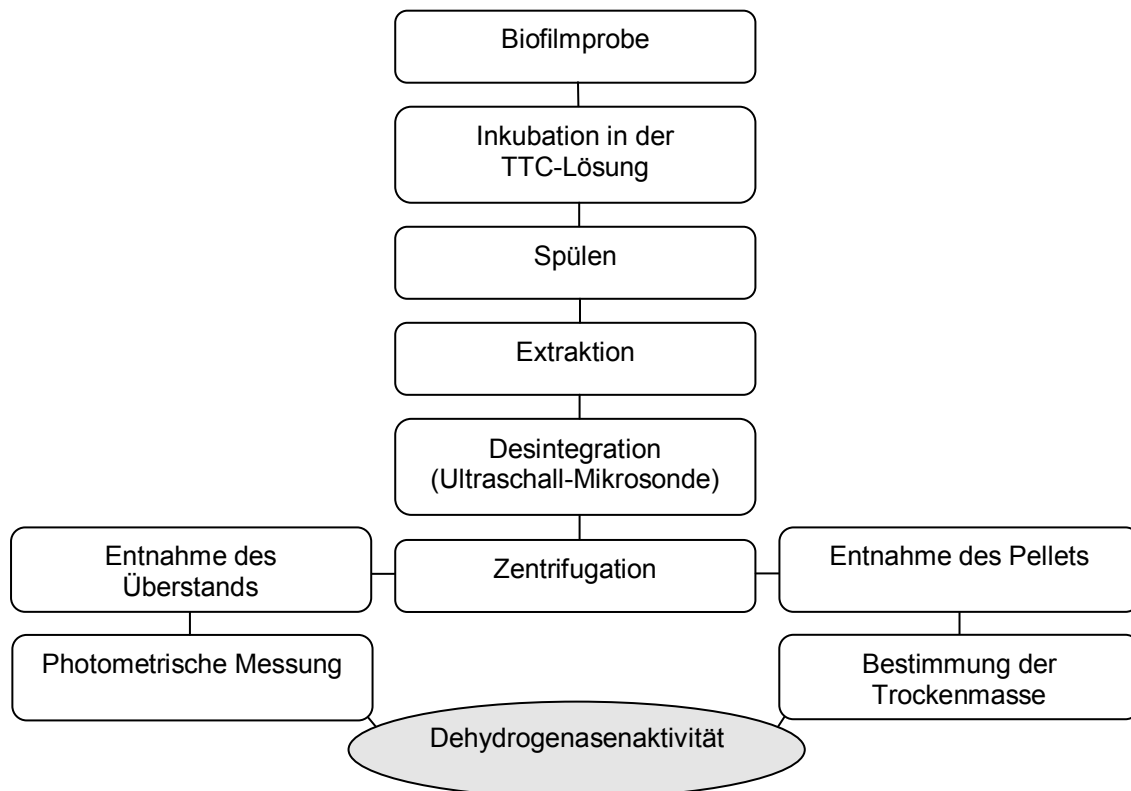 Biofilmprobe
Inkubation in der
TTC-Lösung
Spülen
Extraktion
Desintegration
(Ultraschall-Mikrosonde)
Entnahme des
Überstands
Zentrifugation
Entnahme des Pellets
Photometrische Messung
Bestimmung der
Trockenmasse
Dehydrogenasenaktivität